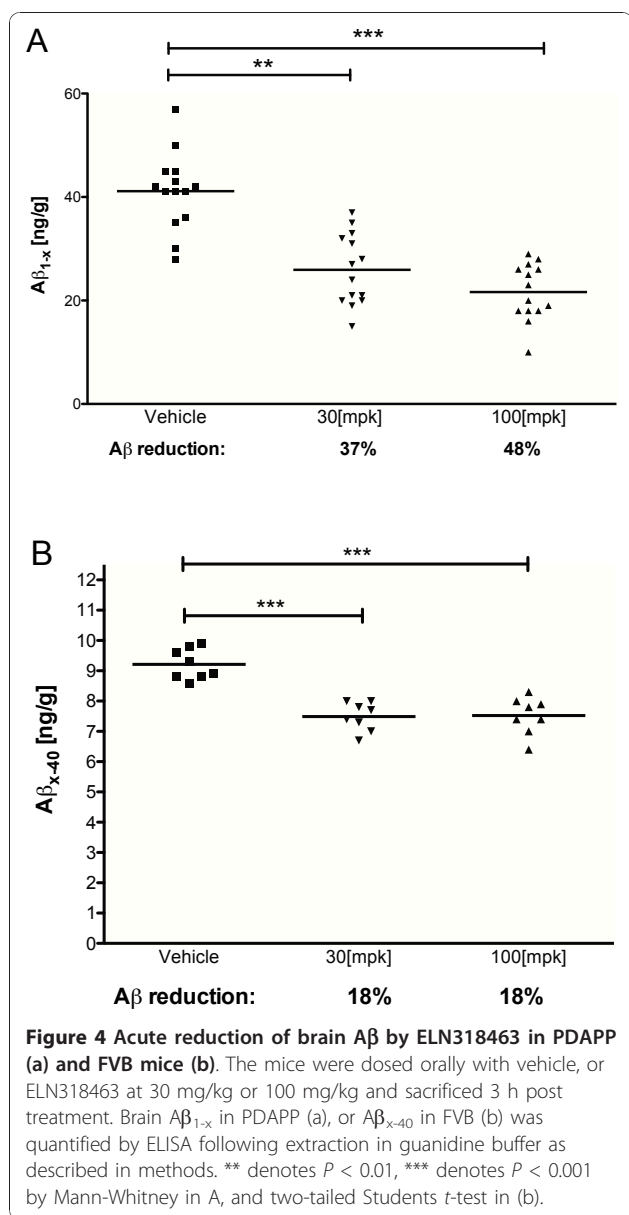 A
***
**
60
40
20
0
Aβ1-x [ng/g]
Vehicle 30[mpk] 100[mpk]
Aβ reduction: 37% 48%
B
***
***
12
11
10
9
8
7
6
5
4
3
2
1
0
Aβx-40 [ng/g]
Vehicle 30[mpk] 100[mpk]
Aβ reduction: 18% 18%
Figure 4 Acute reduction of brain Aβ by ELN318463 in PDAPP
(a) and FVB mice (b). The mice were dosed orally with vehicle, or
ELN318463 at 30 mg/kg or 100 mg/kg and sacrificed 3 h post
treatment. Brain Aβ1-x in PDAPP (a), or Aβx-40 in FVB (b) was
quantified by ELISA following extraction in guanidine buffer as
described in methods. ** denotes P < 0.01, *** denotes P < 0.001
by Mann-Whitney in A, and two-tailed Students t-test in (b).